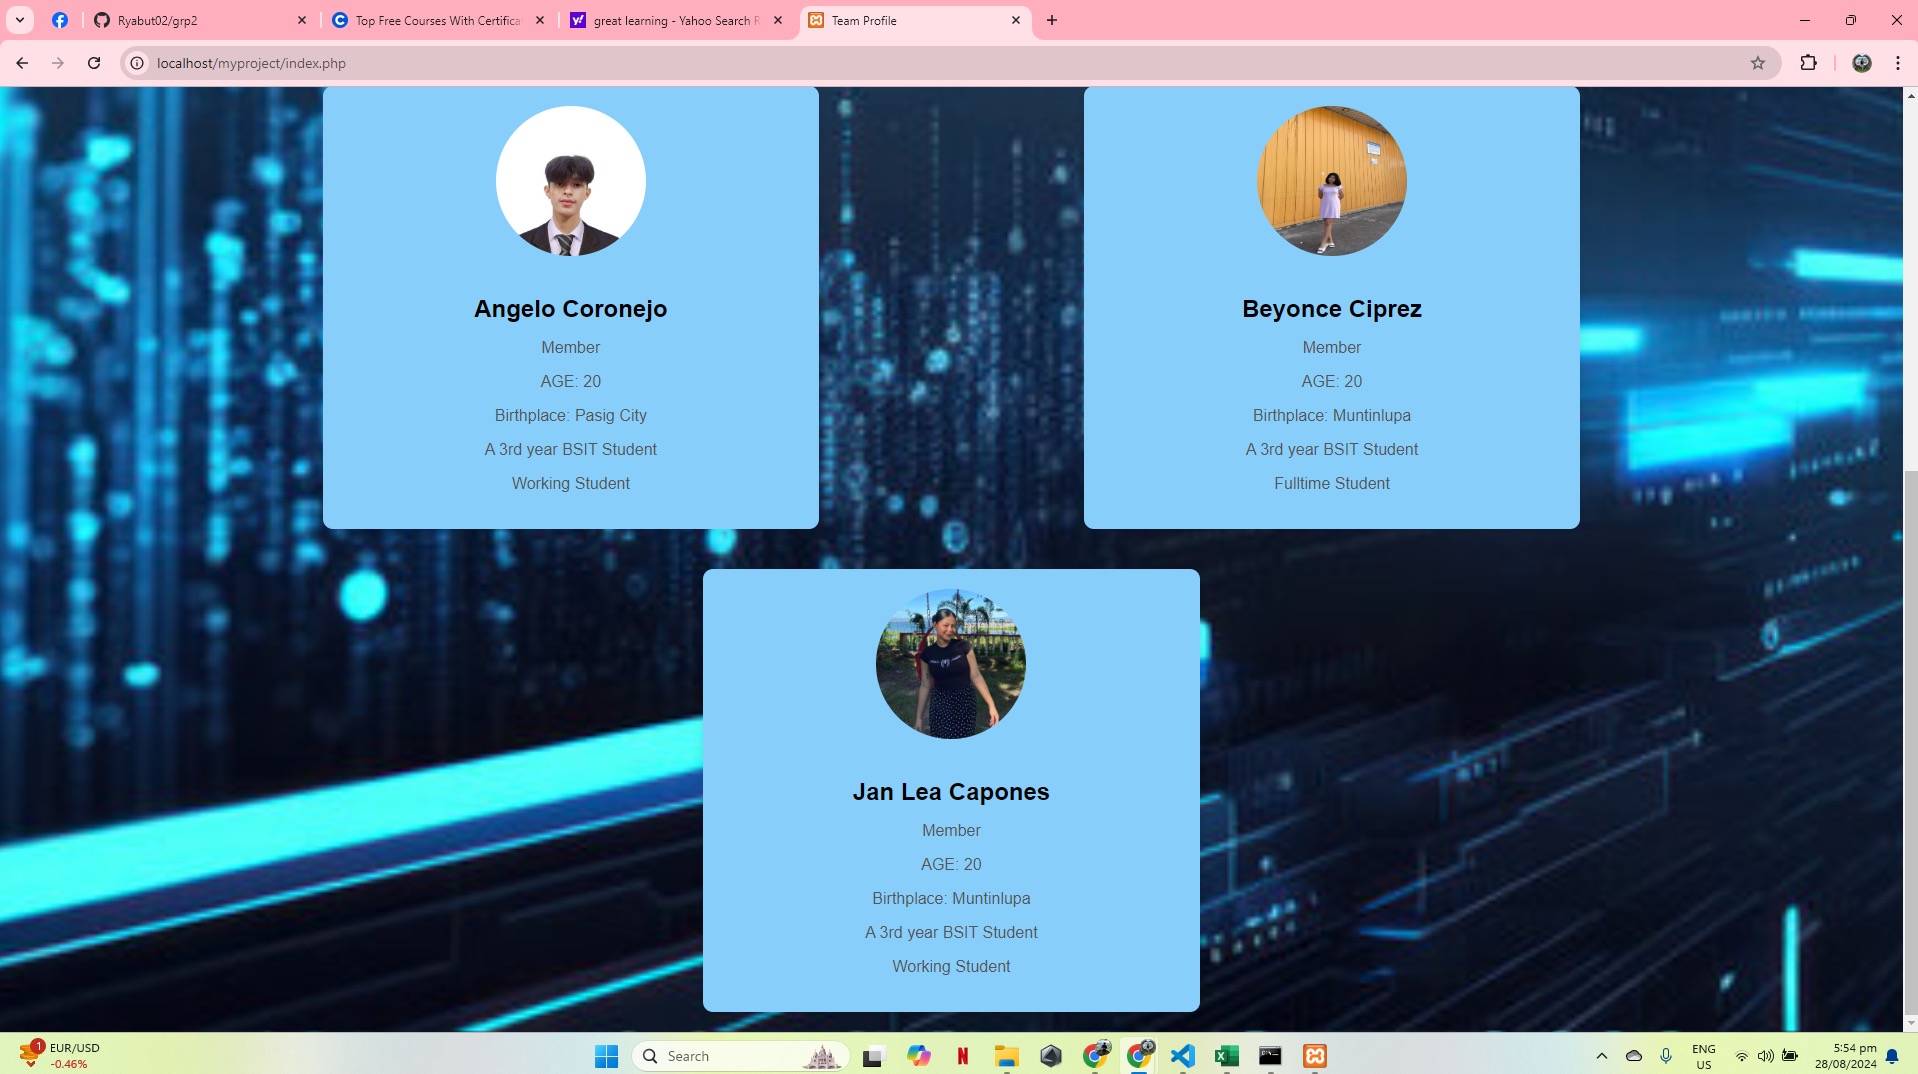 Ryabut02/grp2
Top Free Courses With Certifica
great learning - Yahoo Search R
Team Profile
localhost/myproject/index.php
Angelo Coronejo
Member
AGE: 20
Birthplace: Pasig City
A 3rd year BSIT Student
Working Student
Beyonce Ciprez
Member
AGE: 20
Birthplace: Muntinlupa
A 3rd year BSIT Student
Fulltime Student
Jan Lea Capones
Member
AGE: 20
Birthplace: Muntinlupa
A 3rd year BSIT Student
Working Student
1
EUR/USD
-0.46%
Search
ENG
US
5:54 pm
28/08/2024